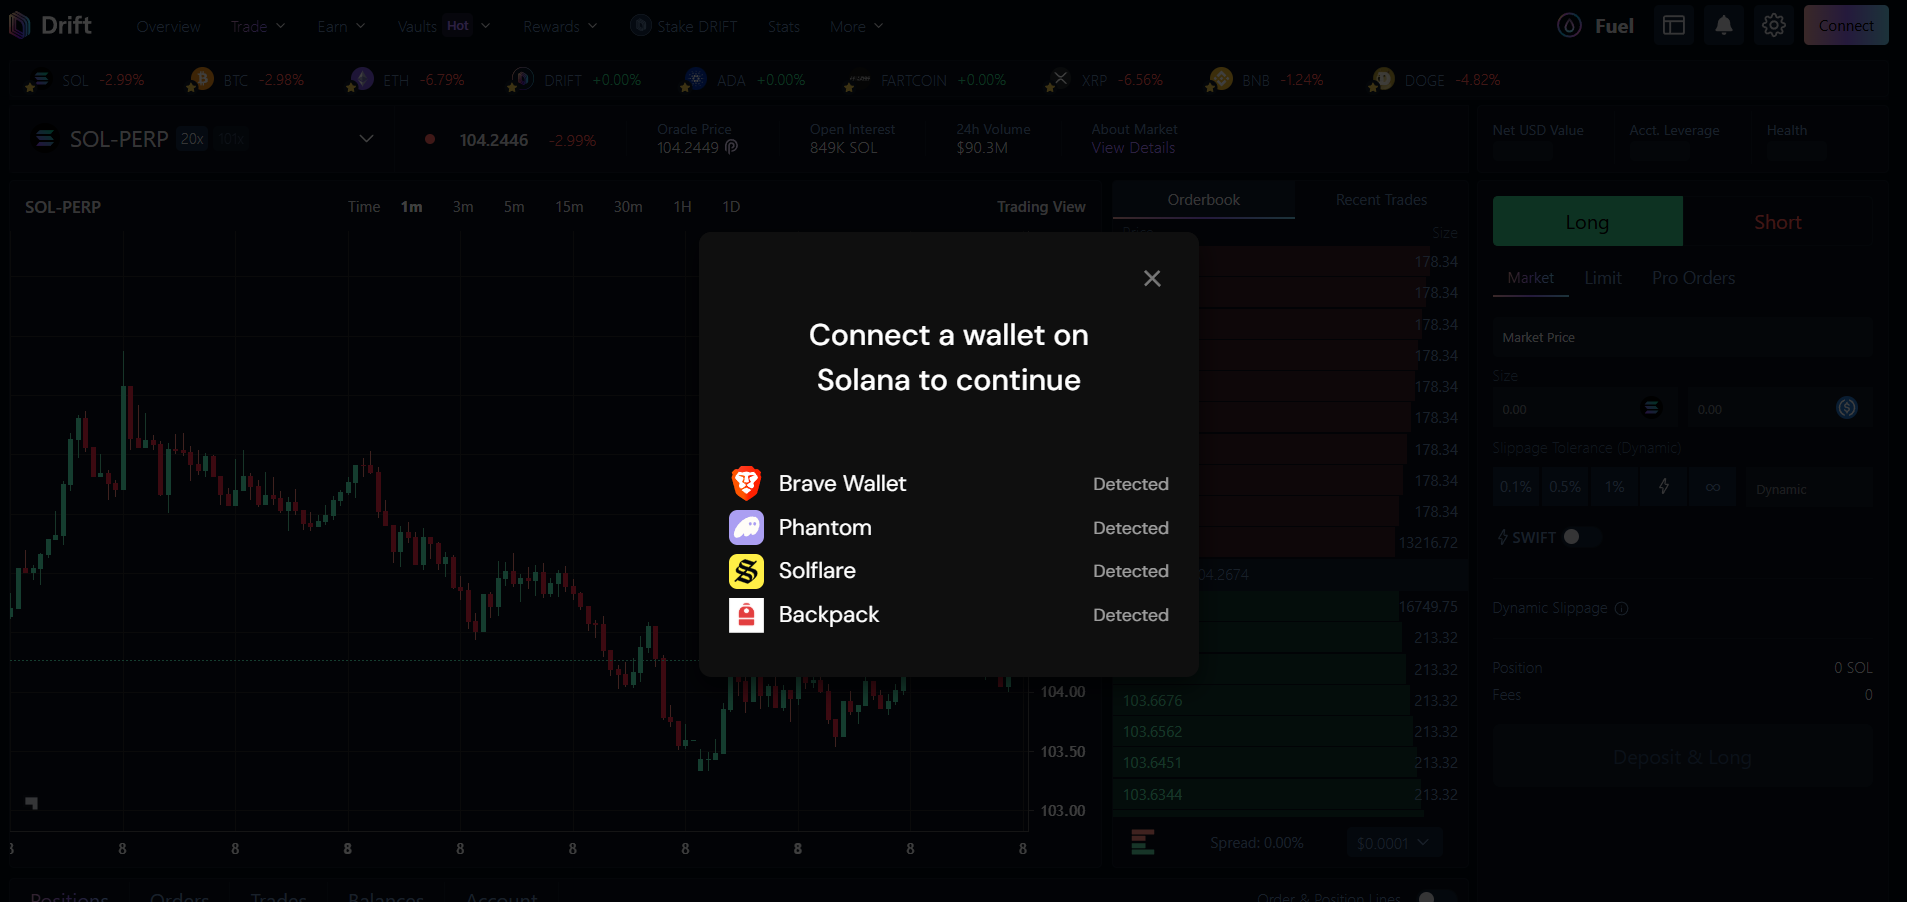 Drift
Overview
Trade
Earn
Vaults Hot
Rewards
Stake DRIFT
Stats
More
Fuel
Connect
SOL -2.99%
BTC -2.98%
ETH -6.79%
DRIFT +0.00%
ADA +0.00%
FARTCOIN +0.00%
XRP -6.56%
BNB -1.24%
DOGE -4.82%
SOL-PERP 20x 101x
104.2446 -2.99%
Oracle Price
104.2449
Open Interest
849K SOL
24h Volume
$90.3M
About Market
View Details
Net USD Value
Acct. Leverage
Health
SOL-PERP
Time 1m 3m 5m 15m 30m 1H 1D
Trading View
104.00
103.50
103.00
8 8 8 8 8 8 8 8 8
Orderbook
Recent Trades
Price
Size
178.34
178.34
178.34
178.34
178.34
178.34
178.34
178.34
178.34
13216.72
04.2674
16749.75
213.32
213.32
103.6676 213.32
103.6562 213.32
103.6451 213.32
103.6344 213.32
Spread: 0.00%
$0.0001
Connect a wallet on
Solana to continue
Brave Wallet Detected
Phantom Detected
Solflare Detected
Backpack Detected
Long
Short
Market
Limit
Pro Orders
Market Price
Size
0.00
0.00
Slippage Tolerance (Dynamic)
0.1% 0.5% 1% ∞ Dynamic
SWIFT
Dynamic Slippage
Position 0 SOL
Fees 0
Deposit & Long
Positions
Orders
Trades
Balances
Account
Order & Position Lines